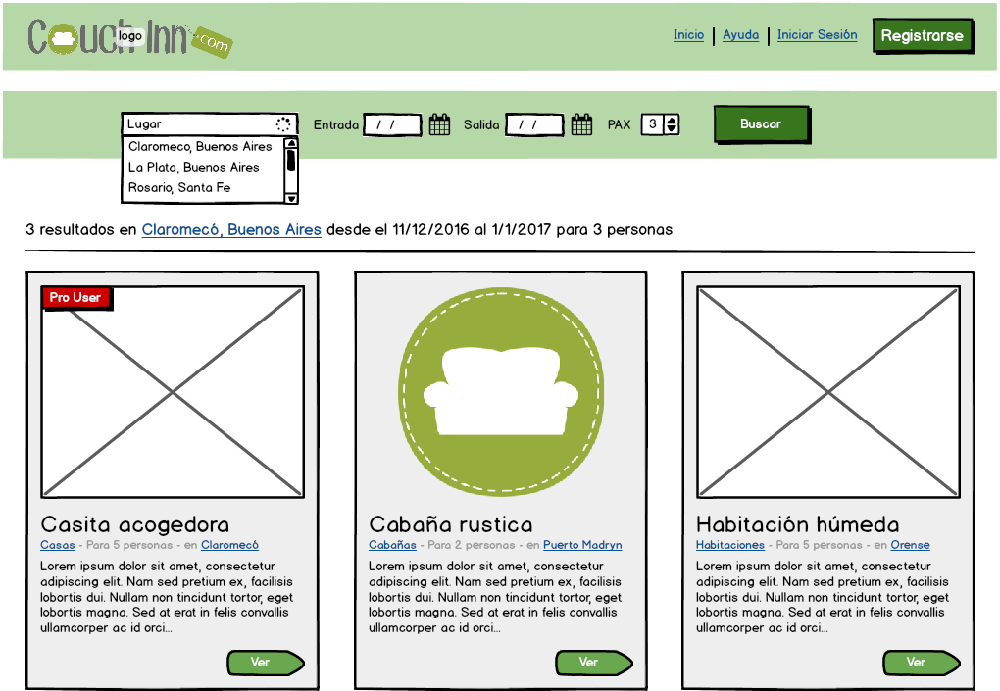 CouchInn .com
logo
Inicio | Ayuda | Iniciar Sesión Registrarse
Lugar Entrada / / Salida / / PAX 3 Buscar
Claromeco, Buenos Aires
La Plata, Buenos Aires
Rosario, Santa Fe
3 resultados en Claromecó, Buenos Aires desde el 11/12/2016 al 1/1/2017 para 3 personas
Pro User
Casita acogedora
Casas - Para 5 personas - en Claromecó
Lorem ipsum dolor sit amet, consectetur
adipiscing elit. Nam sed pretium ex, facilisis
lobortis dui. Nullam non tincidunt tortor, eget
lobortis magna. Sed at erat in felis convallis
ullamcorper ac id orci...
Ver
Cabaña rustica
Cabañas - Para 2 personas - en Puerto Madryn
Lorem ipsum dolor sit amet, consectetur
adipiscing elit. Nam sed pretium ex, facilisis
lobortis dui. Nullam non tincidunt tortor, eget
lobortis magna. Sed at erat in felis convallis
ullamcorper ac id orci...
Ver
Habitación húmeda
Habitaciones - Para 5 personas - en Orense
Lorem ipsum dolor sit amet, consectetur
adipiscing elit. Nam sed pretium ex, facilisis
lobortis dui. Nullam non tincidunt tortor, eget
lobortis magna. Sed at erat in felis convallis
ullamcorper ac id orci...
Ver